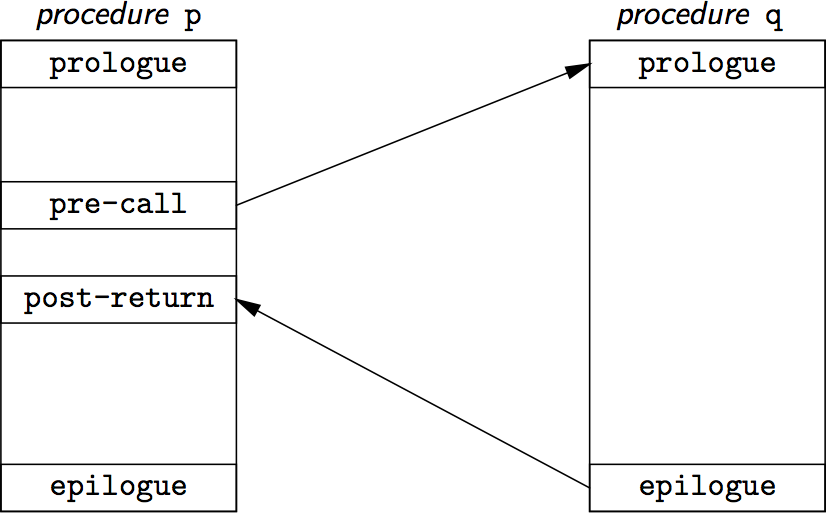 procedure p
prologue
pre-call
post-return
epilogue
procedure q
prologue
epilogue